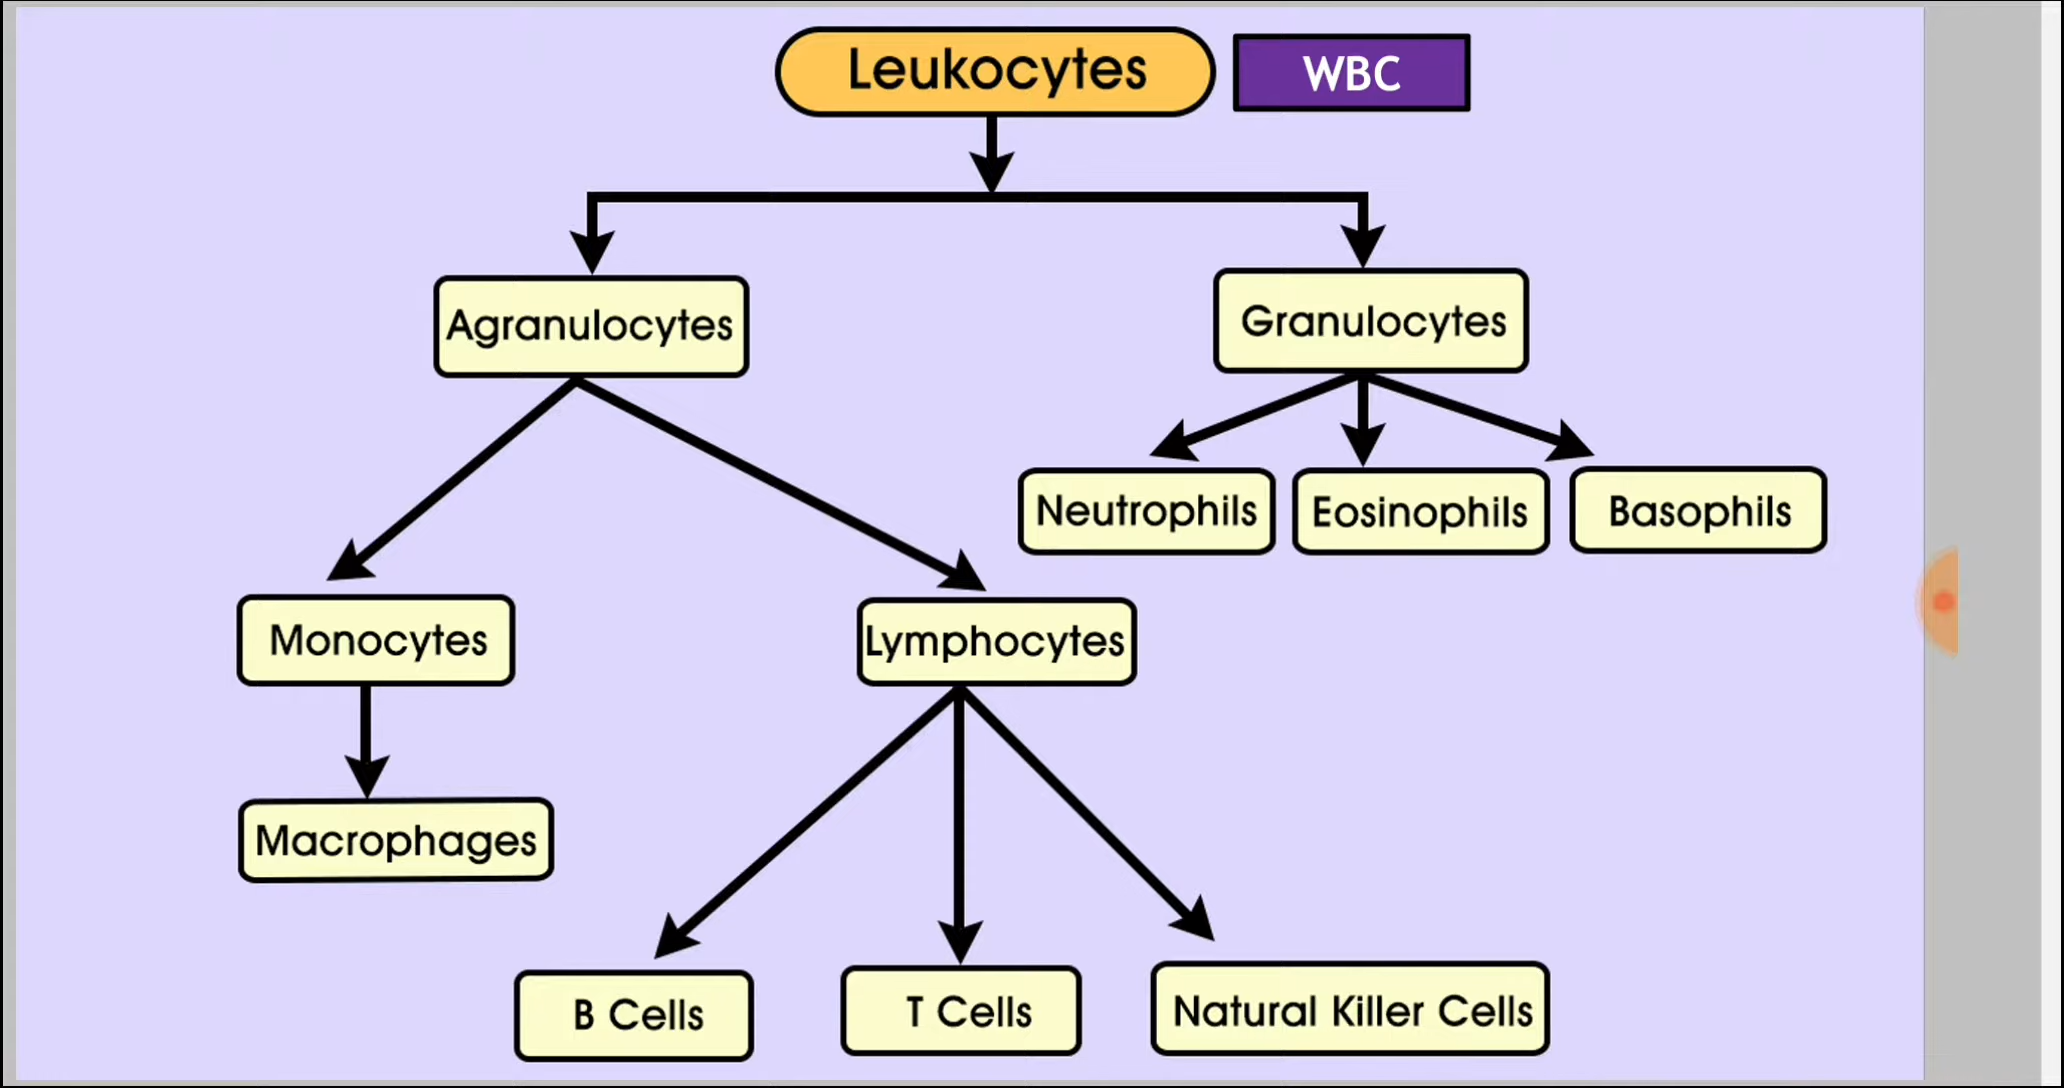 Leukocytes
WBC
Agranulocytes
Granulocytes
Neutrophils
Eosinophils
Basophils
Monocytes
Lymphocytes
Macrophages
B Cells
T Cells
Natural Killer Cells